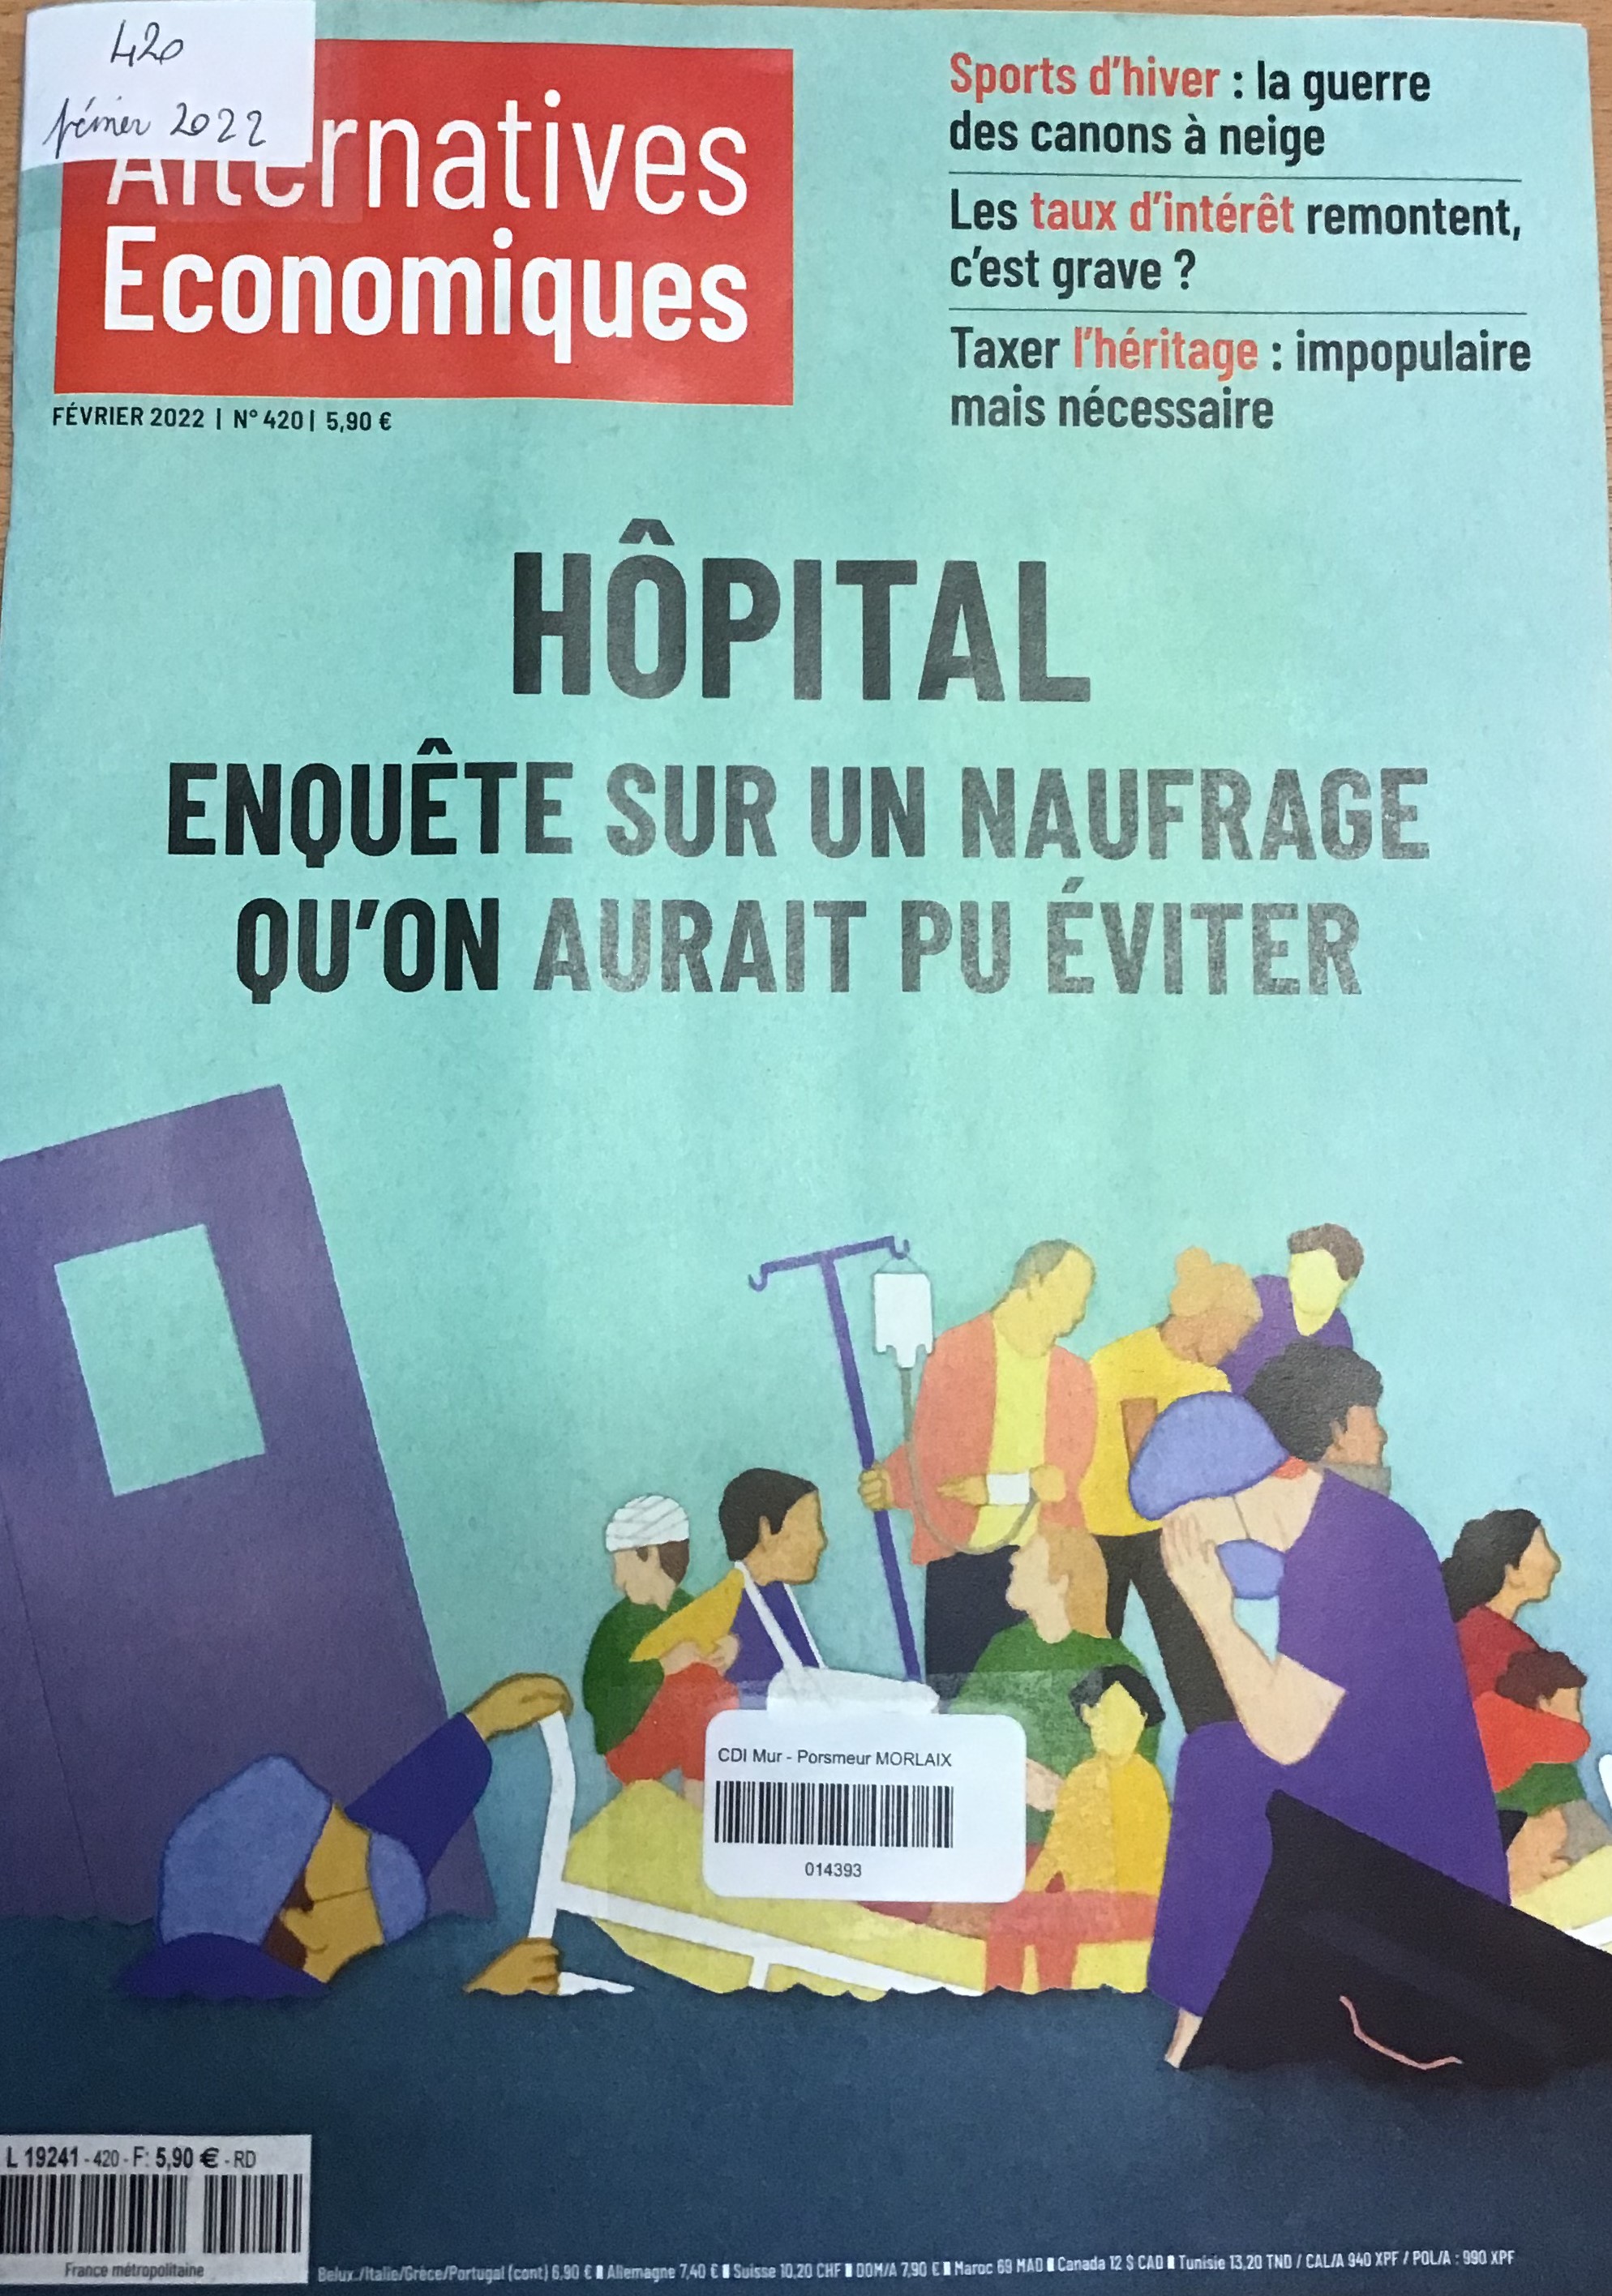 420
février 2022
Alternatives
Economiques
FÉVRIER 2022 | N° 420 | 5,90 €
Sports d'hiver : la guerre
des canons à neige
Les taux d'intérêt remontent,
c'est grave ?
Taxer l'héritage : impopulaire
mais nécessaire
HÔPITAL
ENQUÊTE SUR UN NAUFRAGE
QU'ON AURAIT PU ÉVITER
CDI Mur - Porsmeur MORLAIX
014393
L 19241 - 420 - F: 5,90 € - RD
France métropolitaine
Belux./Italie/Grèce/Portugal (cont) 6,90 € ▮ Allemagne 7,40 € ▮ Suisse 10,20 CHF ▮ DOM/A 7,90 € ▮ Maroc 69 MAD ▮ Canada 12 $ CAD ▮ Tunisie 13,20 TND / CAL/A 940 XPF / POL/A : 990 XPF